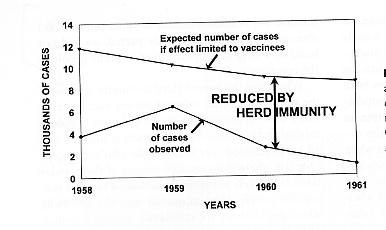 14
12
10
8
6
4
2
0
THOUSANDS OF CASES
Expected number of cases
if effect limited to vaccinees
REDUCED BY
HERD IMMUNITY
Number
of cases
observed
1958
1959
1960
1961
YEARS